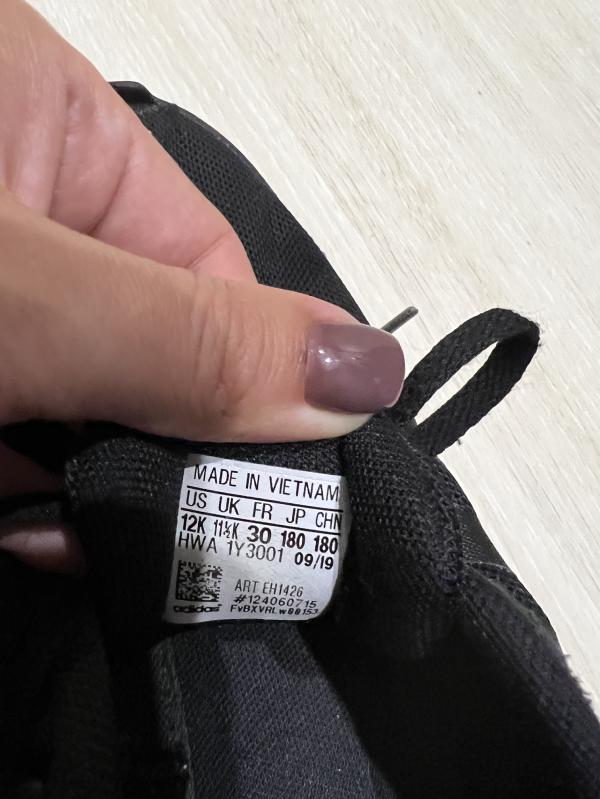 MADE IN VIETNAM
US UK FR JP CHN
12K 11½K 30 180 180
HWA 1Y3001 09/19
ART EH1426
#124060715
adidas